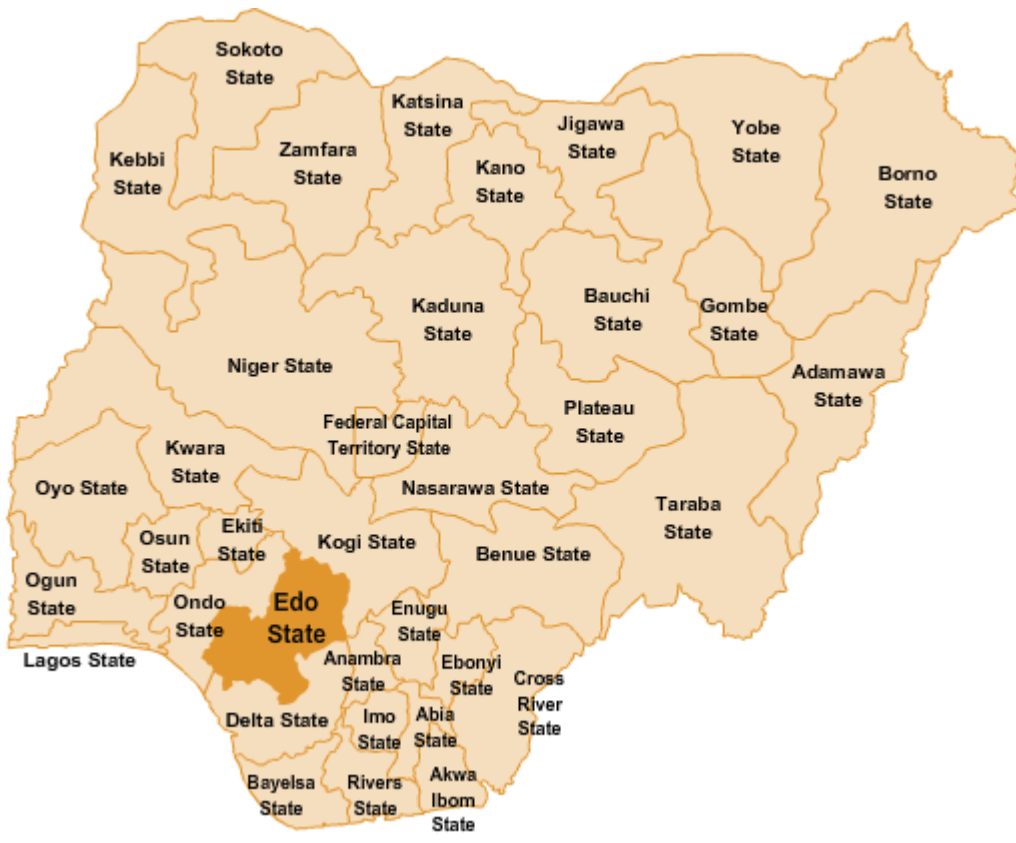 Sokoto
State
Katsina
State
Jigawa
State
Yobe
State
Kebbi
State
Zamfara
State
Kano
State
Borno
State
Kaduna
State
Bauchi
State
Gombe
State
Niger State
Adamawa
State
Federal Capital
Territory State
Plateau
State
Kwara
State
Oyo State
Nasarawa State
Taraba
State
Osun
State
Ekiti
State
Kogi State
Benue State
Ogun
State
Ondo
State
Edo
State
Enugu
State
Lagos State
Anambra
State
Ebonyi
State
Cross
River
State
Delta State
Imo
State
Abia
State
Bayelsa
State
Rivers
State
Akwa
Ibom
State